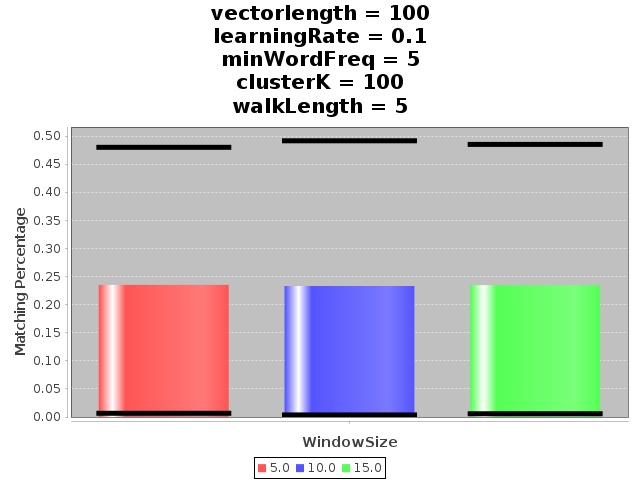 vectorlength = 100
learningRate = 0.1
minWordFreq = 5
clusterK = 100
walkLength = 5
Matching Percentage
0.50
0.45
0.40
0.35
0.30
0.25
0.20
0.15
0.10
0.05
0.00
WindowSize
5.0 10.0 15.0